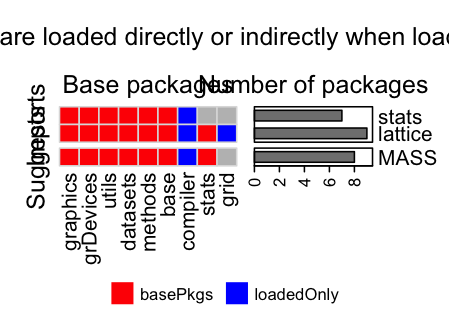 are loaded directly or indirectly when loa
Base packages
Number of packages
Imports
Suggests
stats
lattice
MASS
graphics
grDevices
utils
datasets
methods
base
compiler
stats
grid
0 2 4 6 8
basePkgs
loadedOnly